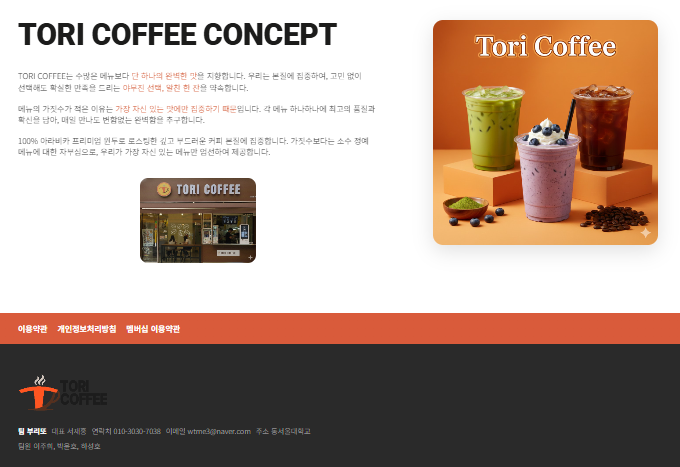 TORI COFFEE CONCEPT
TORI COFFEE는 수많은 메뉴보다 단 하나의 완벽한 맛을 지향합니다. 우리는 본질에 집중하여, 고민 없이
선택해도 확실한 만족을 드리는 야무진 선택, 알찬 한 잔을 약속합니다.
메뉴의 가짓수가 적은 이유는 가장 자신 있는 맛에만 집중하기 때문입니다. 각 메뉴 하나하나에 최고의 품질과
확신을 담아, 매일 만나도 변함없는 완벽함을 추구합니다.
100% 아라비카 프리미엄 원두로 로스팅한 깊고 부드러운 커피 본질에 집중합니다. 가짓수보다는 소수 정예
메뉴에 대한 자부심으로, 우리가 가장 자신 있는 메뉴만 엄선하여 제공합니다.
TORI COFFEE
Tori Coffee
이용약관 개인정보처리방침 멤버십 이용약관
TORI
COFFEE
팀 부리또 대표 서재홍 연락처 010-3030-7038 이메일 wtme3@naver.com 주소 동서울대학교
팀원 이주희, 박윤호, 하성호